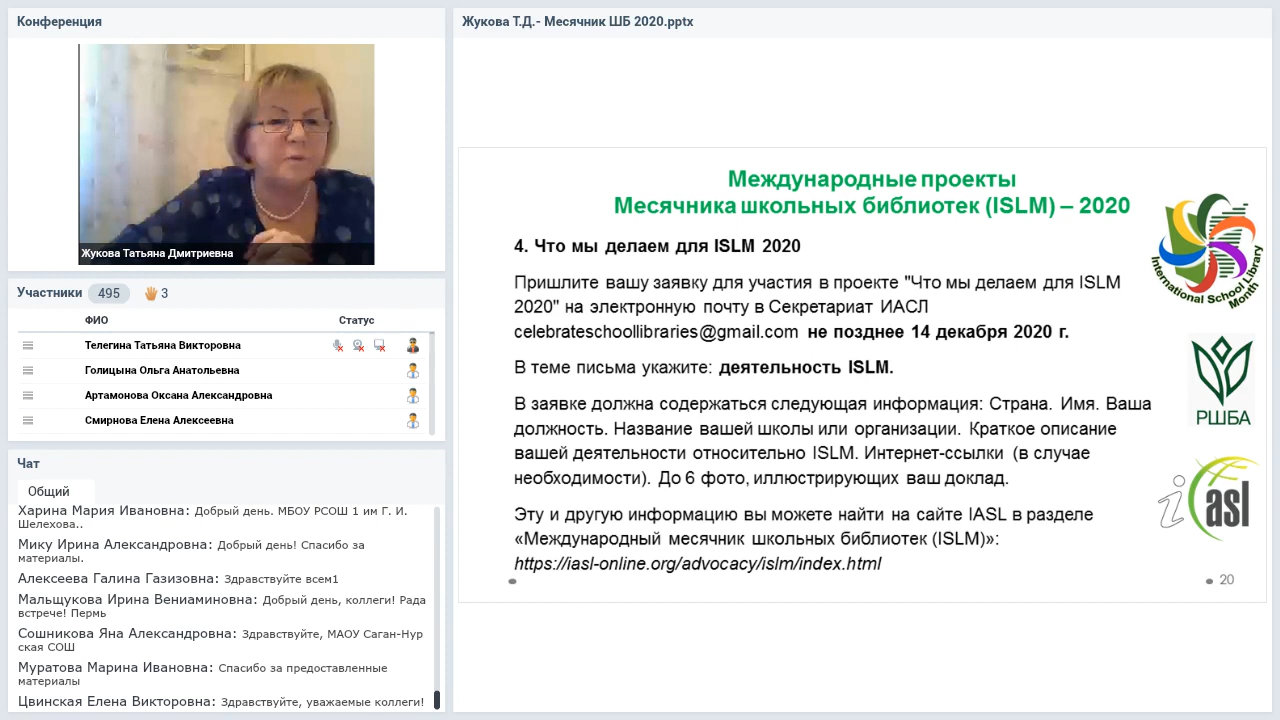 Конференция
Жукова Татьяна Дмитриевна
Участники 495 3
ФИО Статус
Телегина Татьяна Викторовна
Голицына Ольга Анатольевна
Артамонова Оксана Александровна
Смирнова Елена Алексеевна
Чат
Общий
Харина Мария Ивановна: Добрый день. МБОУ РСОШ 1 им Г. И.
Шелехова..
Мику Ирина Александровна: Добрый день! Спасибо за
материалы.
Алексеева Галина Газизовна: Здравствуйте всем1
Мальщукова Ирина Вениаминовна: Добрый день, коллеги! Рада
встрече! Пермь
Сошникова Яна Александровна: Здравствуйте, МАОУ Саган-Нур
ская СОШ
Муратова Марина Ивановна: Спасибо за предоставленные
материалы
Цвинская Елена Викторовна: Здравствуйте, уважаемые коллеги!
Жукова Т.Д.- Месячник ШБ 2020.pptx
Международные проекты
Месячника школьных библиотек (ISLM) – 2020
4. Что мы делаем для ISLM 2020
Пришлите вашу заявку для участия в проекте "Что мы делаем для ISLM
2020" на электронную почту в Секретариат ИАСЛ
celebrateschoollibraries@gmail.com не позднее 14 декабря 2020 г.
В теме письма укажите: деятельность ISLM.
В заявке должна содержаться следующая информация: Страна. Имя. Ваша
должность. Название вашей школы или организации. Краткое описание
вашей деятельности относительно ISLM. Интернет-ссылки (в случае
необходимости). До 6 фото, иллюстрирующих ваш доклад.
Эту и другую информацию вы можете найти на сайте IASL в разделе
«Международный месячник школьных библиотек (ISLM)»:
https://iasl-online.org/advocacy/islm/index.html
International School Library
Month
РШБА
iasl
20